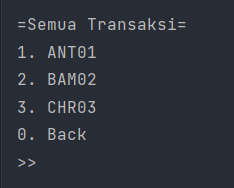 =Semua Transaksi=
1. ANT01
2. BAM02
3. CHR03
0. Back
>>